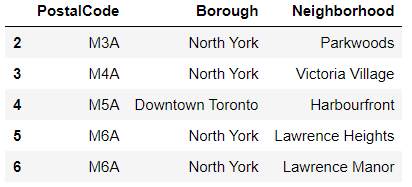 PostalCode Borough Neighborhood
2 M3A North York Parkwoods
3 M4A North York Victoria Village
4 M5A Downtown Toronto Harbourfront
5 M6A North York Lawrence Heights
6 M6A North York Lawrence Manor